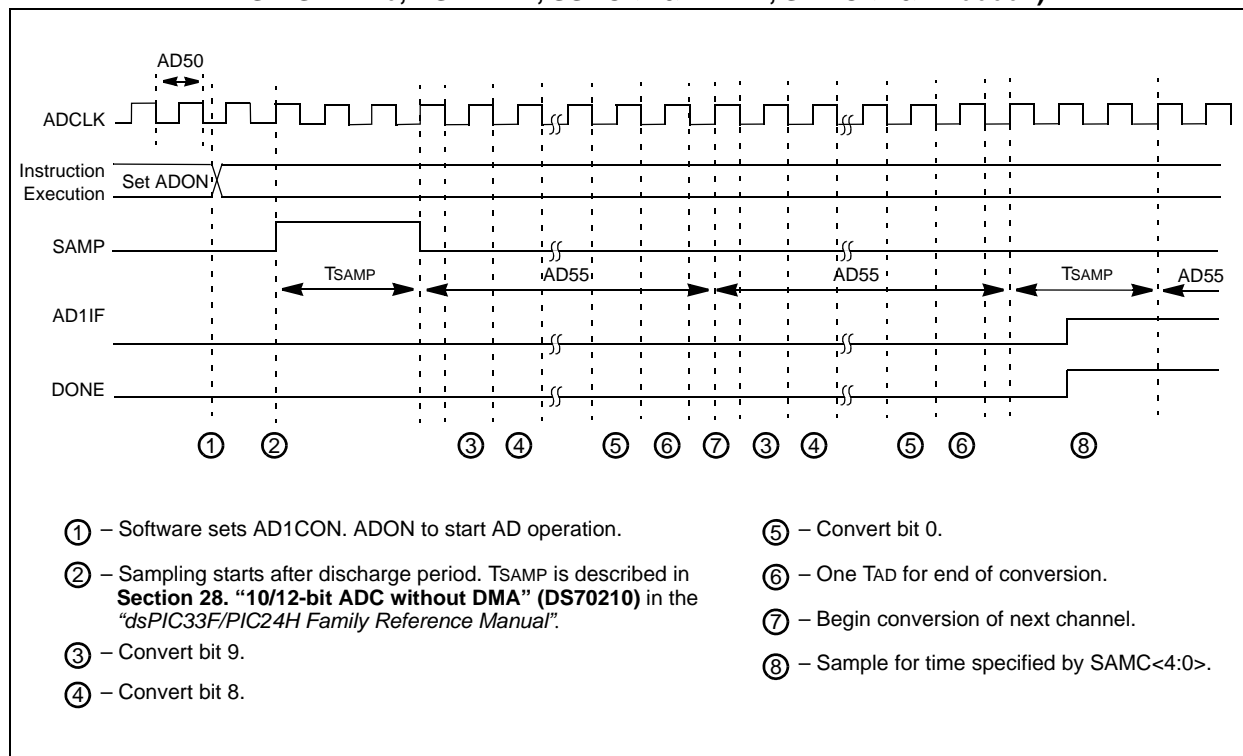 AD50
ADCLK
Instruction
Execution
Set ADON
SAMP
TSAMP
AD55
AD55
TSAMP
AD55
AD1IF
DONE
1 2 3 4 5 6 7 3 4 5 6 8
1 – Software sets AD1CON. ADON to start AD operation.
2 – Sampling starts after discharge period. TSAMP is described in
Section 28. “10/12-bit ADC without DMA” (DS70210) in the
“dsPIC33F/PIC24H Family Reference Manual”.
3 – Convert bit 9.
4 – Convert bit 8.
5 – Convert bit 0.
6 – One TAD for end of conversion.
7 – Begin conversion of next channel.
8 – Sample for time specified by SAMC<4:0>.